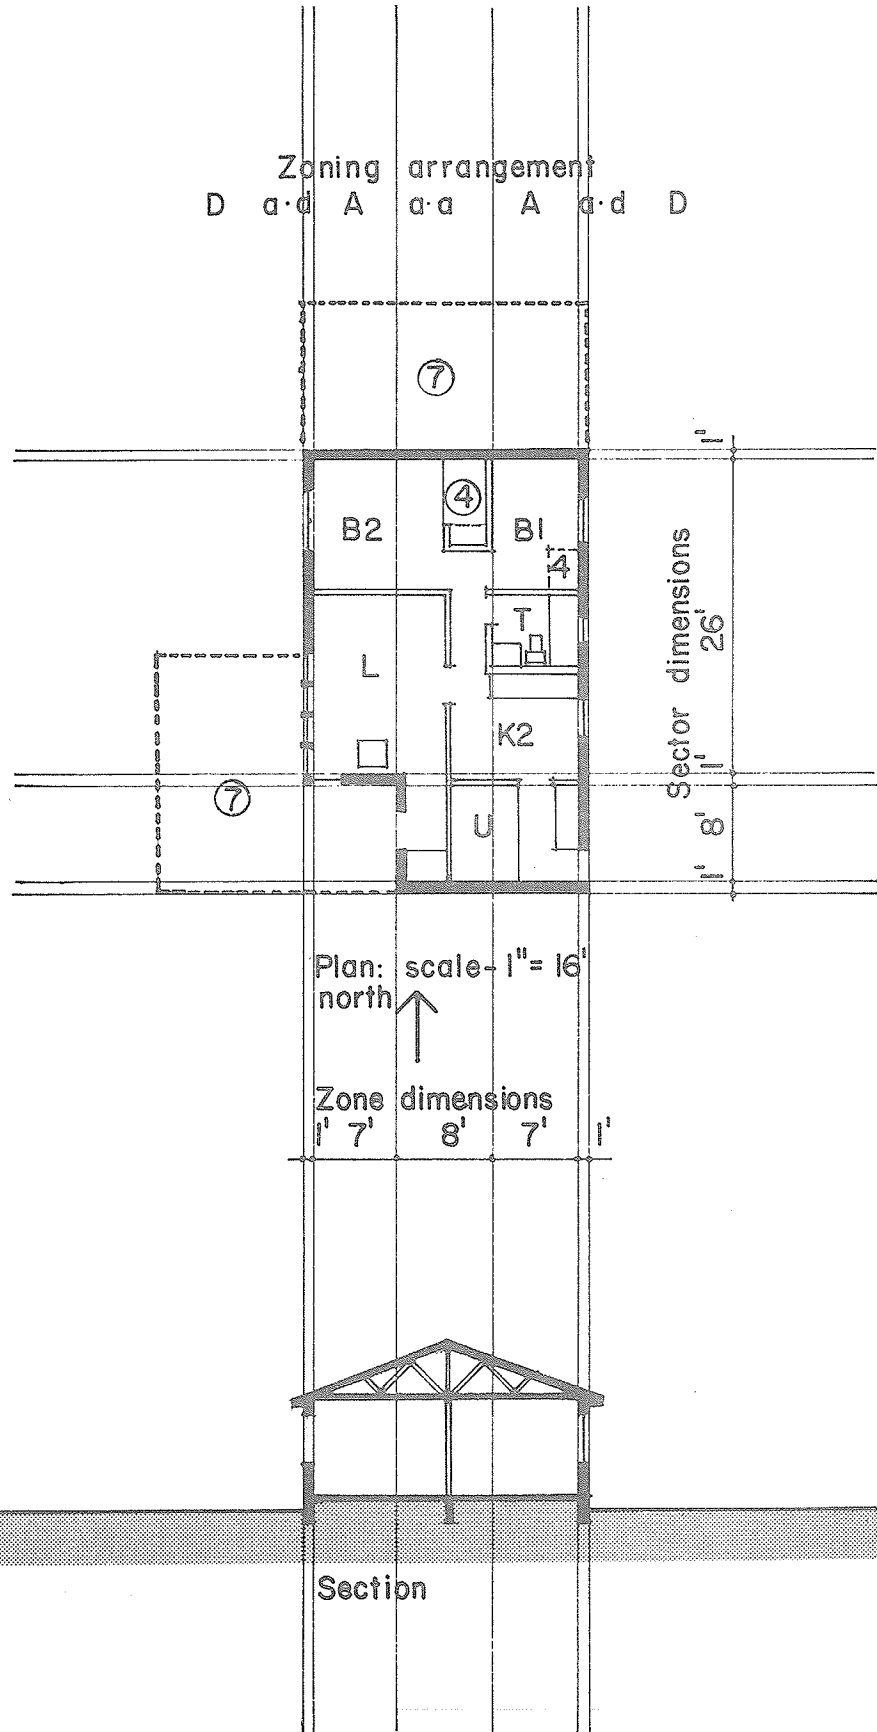 Zoning arrangement
D a·d A a·a A a·d D
7
1'
4
B2
B1
4
T
26'
Sector dimensions
L
K2
1'
7
U
8'
1'
Plan: scale-1"=16'
north
Zone dimensions
1' 7' 8' 7' 1'
Section